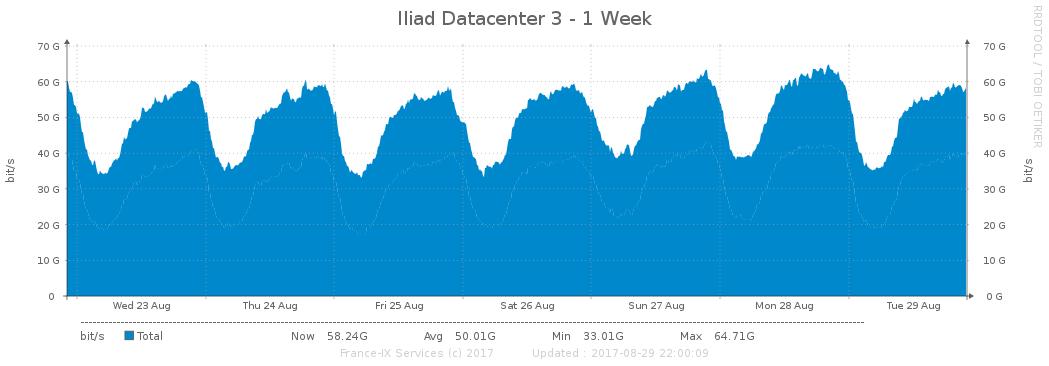 Iliad Datacenter 3 - 1 Week
RRDTOOL / TOBI OETIKER
bit/s
bit/s
70 G 70 G
60 G 60 G
50 G 50 G
40 G 40 G
30 G 30 G
20 G 20 G
10 G 10 G
0 0 G
Wed 23 Aug Thu 24 Aug Fri 25 Aug Sat 26 Aug Sun 27 Aug Mon 28 Aug Tue 29 Aug
bit/s Total Now 58.24G Avg 50.01G Min 33.01G Max 64.71G
France-IX Services (c) 2017 Updated : 2017-08-29 22:00:09